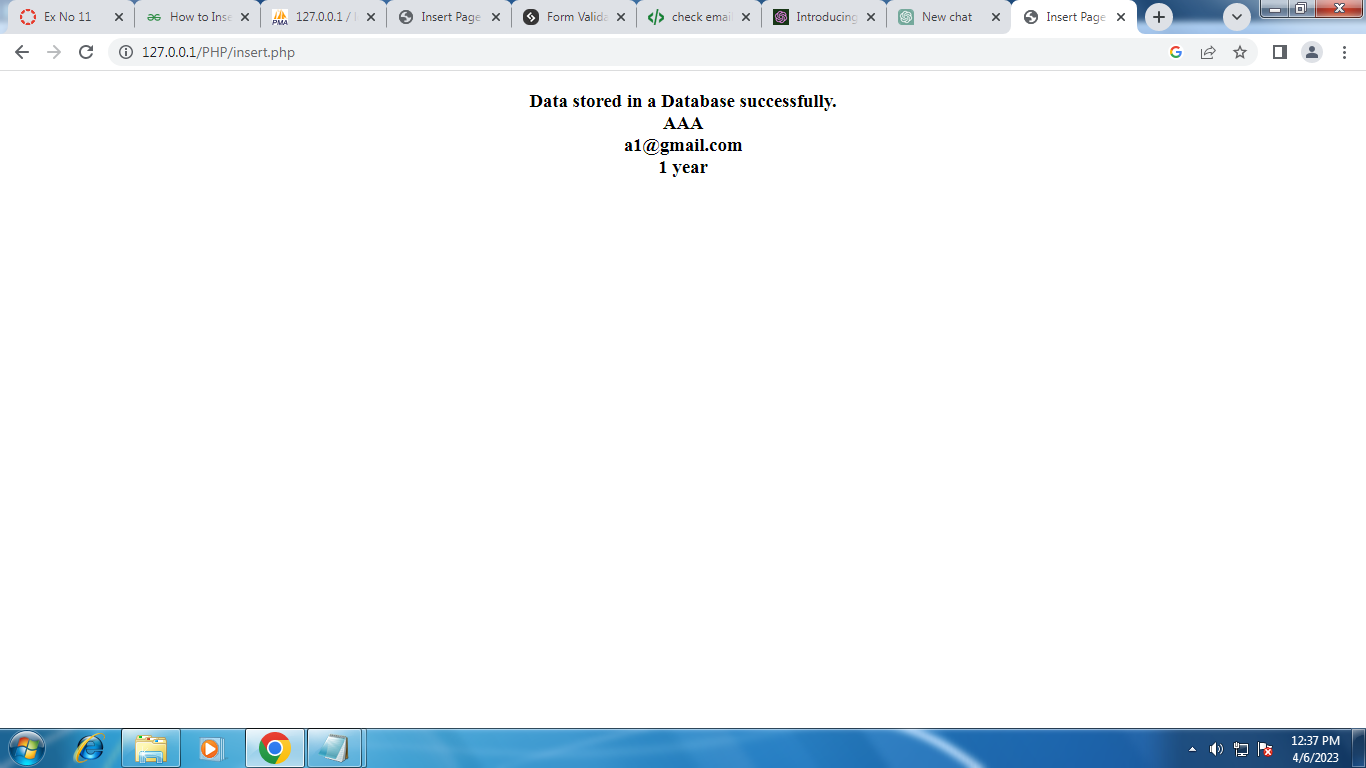 Ex No 11
How to Inse
127.0.0.1 /
Insert Page
Form Valida
check email
Introducing
New chat
Insert Page
127.0.0.1/PHP/insert.php
Data stored in a Database successfully.
AAA
a1@gmail.com
1 year
12:37 PM
4/6/2023